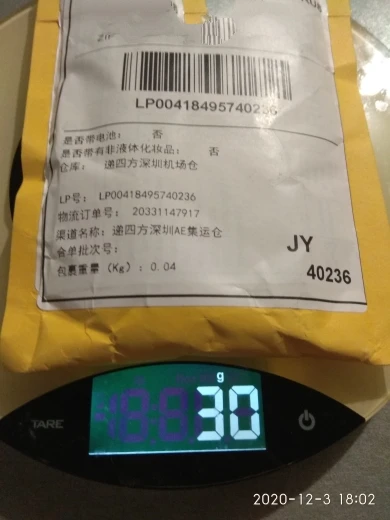 LP00418495740236
是否带电池： 否
是否带有非液体化妆品： 否
仓库： 递四方深圳机场仓
LP号： LP00418495740236
物流订单号： 20331147917
渠道名称：递四方深圳AE集运仓
合单批次号：
JY
包裹重量（Kg）：0.04
40236
g
30
TARE
2020-12-3 18:02